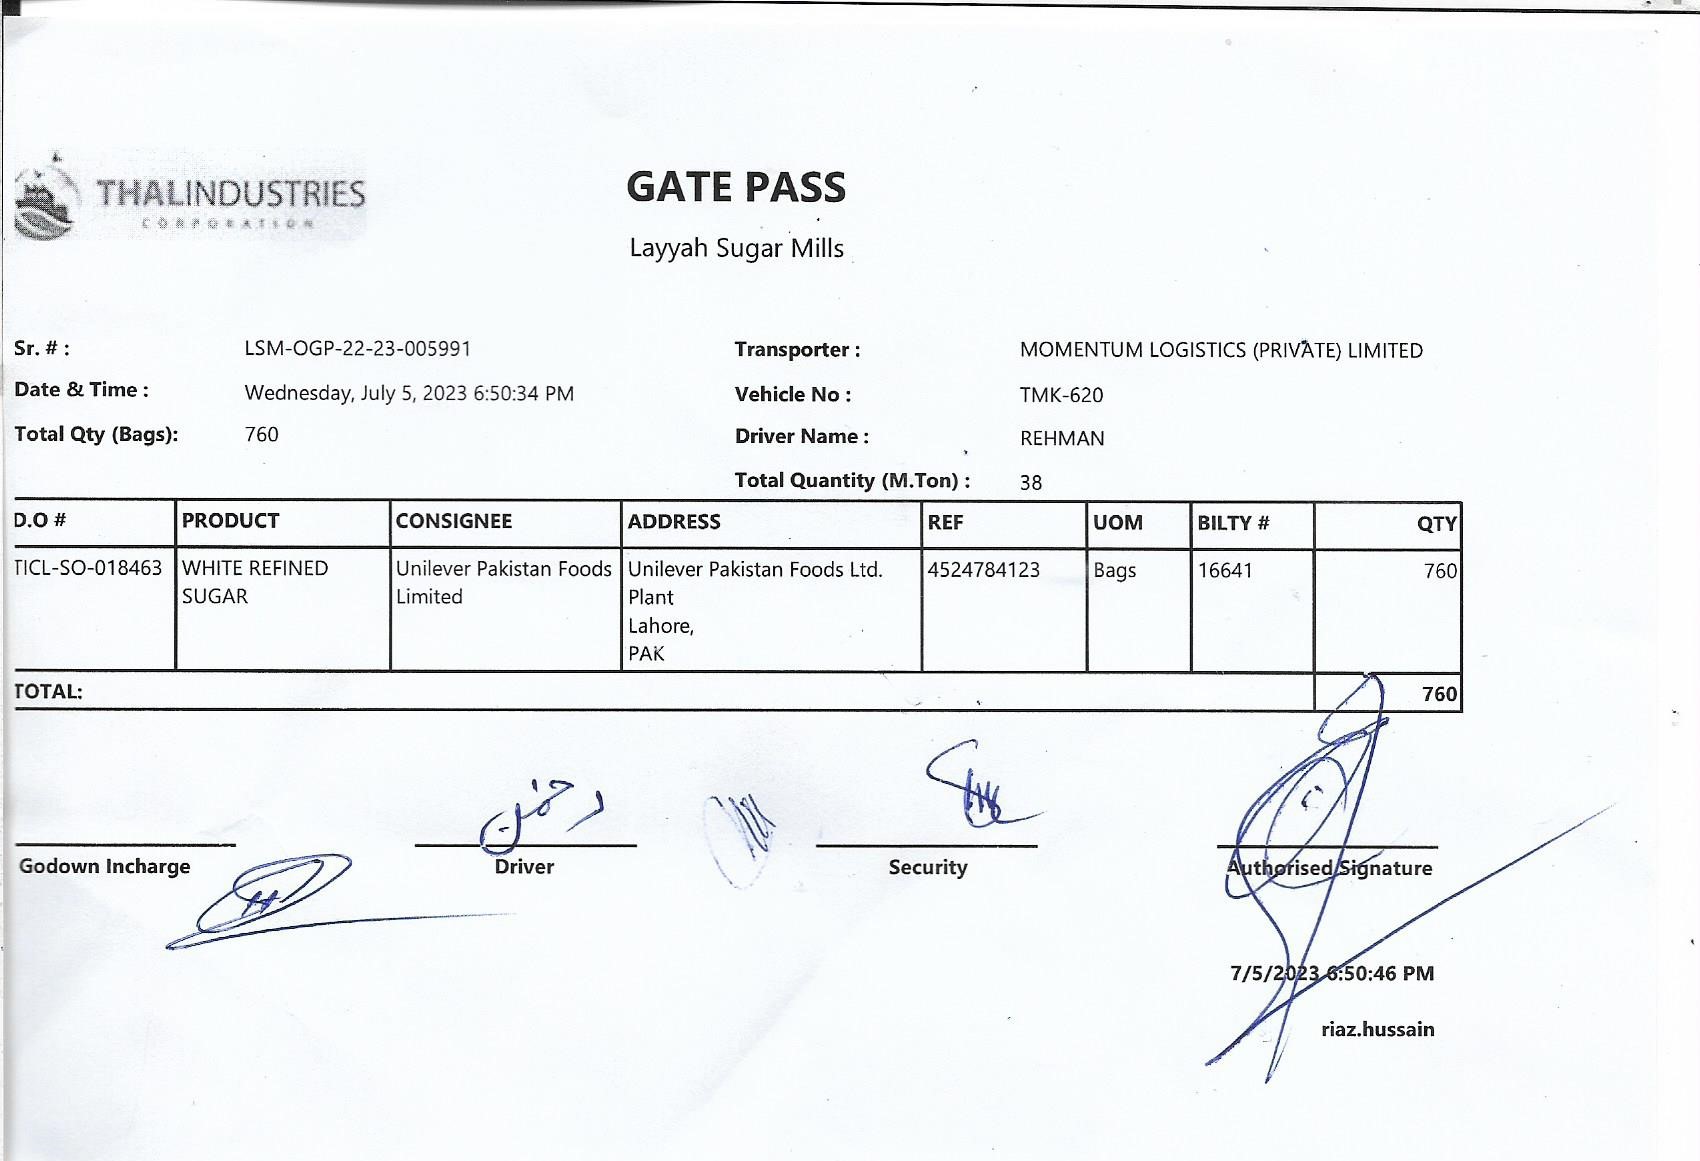 THALINDUSTRIES
CORPORATION
GATE PASS
Layyah Sugar Mills
Sr. # : LSM-OGP-22-23-005991 Transporter : MOMENTUM LOGISTICS (PRIVATE) LIMITED
Date & Time : Wednesday, July 5, 2023 6:50:34 PM Vehicle No : TMK-620
Total Qty (Bags): 760 Driver Name : REHMAN
Total Quantity (M.Ton) : 38
D.O # PRODUCT CONSIGNEE ADDRESS REF UOM BILTY # QTY
TICL-SO-018463 WHITE REFINED Unilever Pakistan Foods Unilever Pakistan Foods Ltd. 4524784123 Bags 16641 760
SUGAR Limited Plant
Lahore,
PAK
TOTAL: 760
رحمٰن
Godown Incharge Driver Security Authorised Signature
7/5/2023 6:50:46 PM
riaz.hussain